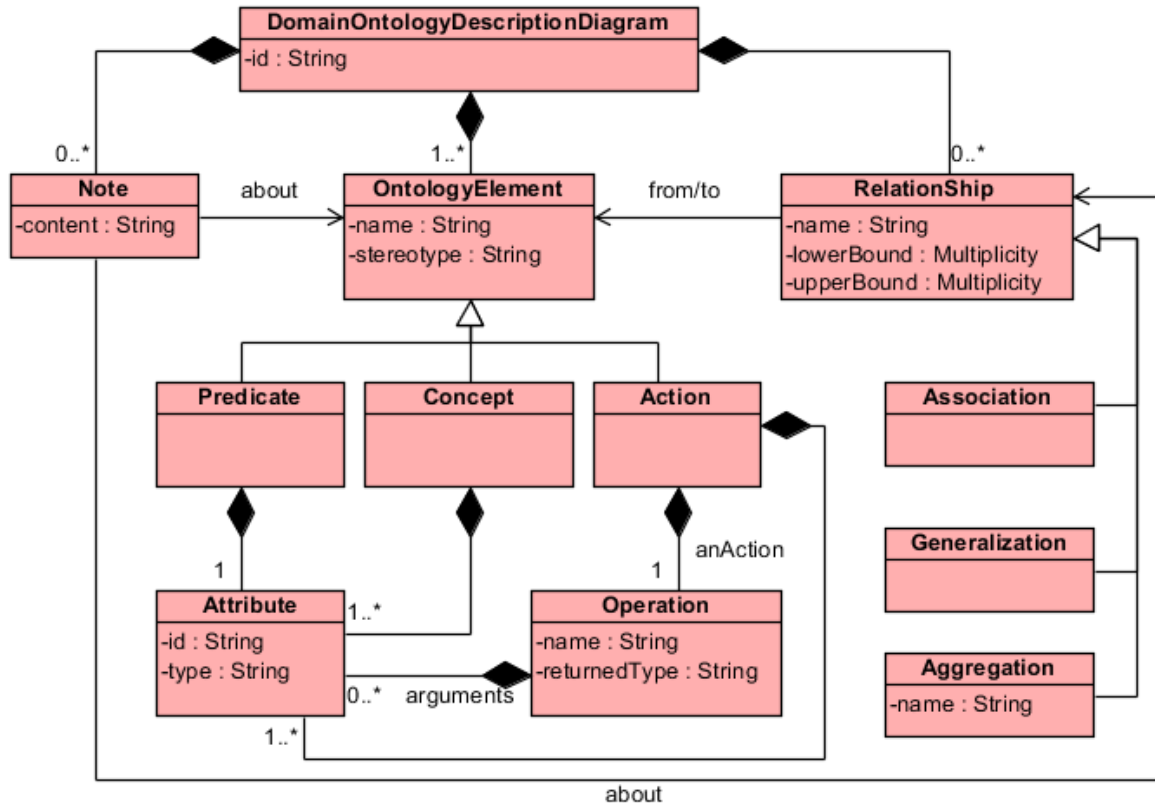 DomainOntologyDescriptionDiagram
-id : String
0..*
1..*
0..*
Note
-content : String
about
OntologyElement
-name : String
-stereotype : String
from/to
RelationShip
-name : String
-lowerBound : Multiplicity
-upperBound : Multiplicity
Predicate
Concept
Action
Association
Generalization
Aggregation
-name : String
1
1..*
anAction
1
Attribute
-id : String
-type : String
Operation
-name : String
-returnedType : String
0..*
arguments
1..*
about